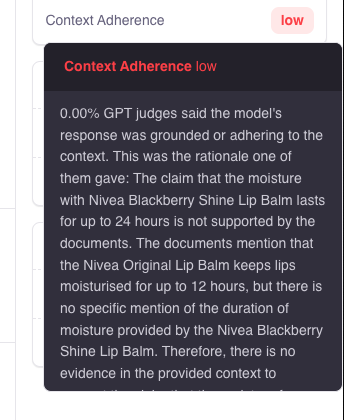 Context Adherence
low
Context Adherence low
0.00% GPT judges said the model's
response was grounded or adhering to the
context. This was the rationale one of
them gave: The claim that the moisture
with Nivea Blackberry Shine Lip Balm lasts
for up to 24 hours is not supported by the
documents. The documents mention that
the Nivea Original Lip Balm keeps lips
moisturised for up to 12 hours, but there is
no specific mention of the duration of
moisture provided by the Nivea Blackberry
Shine Lip Balm. Therefore, there is no
evidence in the provided context to